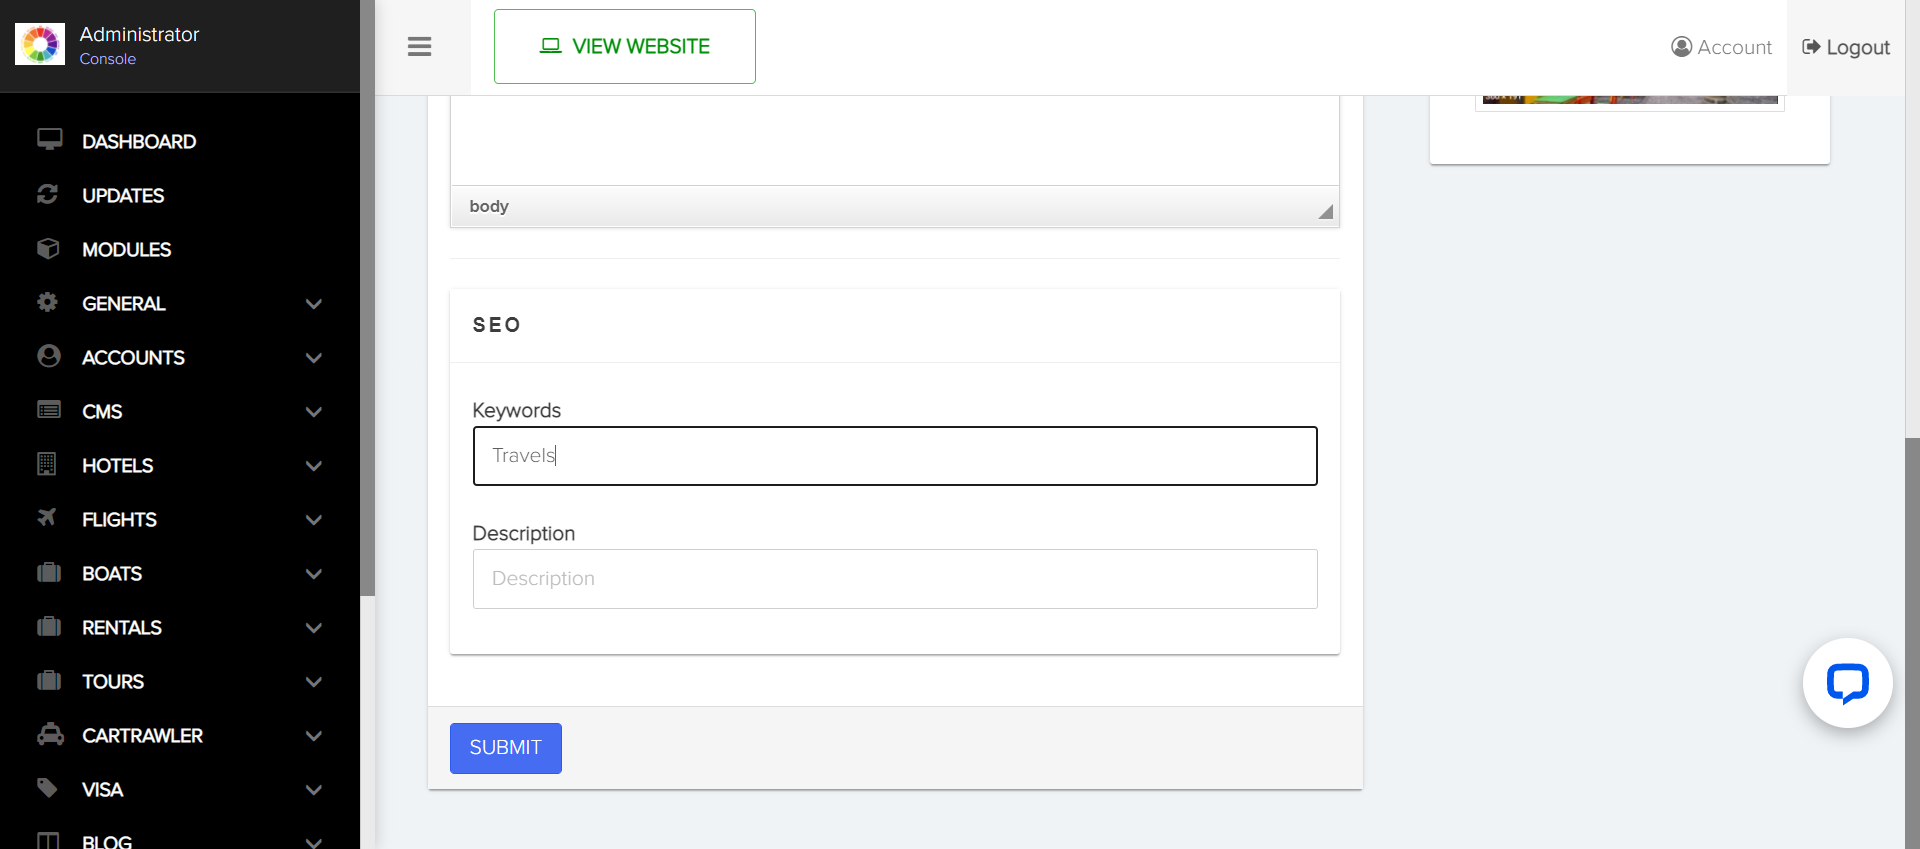 Administrator
Console
VIEW WEBSITE
Account
Logout
DASHBOARD
UPDATES
MODULES
GENERAL
ACCOUNTS
CMS
HOTELS
FLIGHTS
BOATS
RENTALS
TOURS
CARTRAWLER
VISA
BLOG
body
SEO
Keywords
Travels
Description
Description
SUBMIT